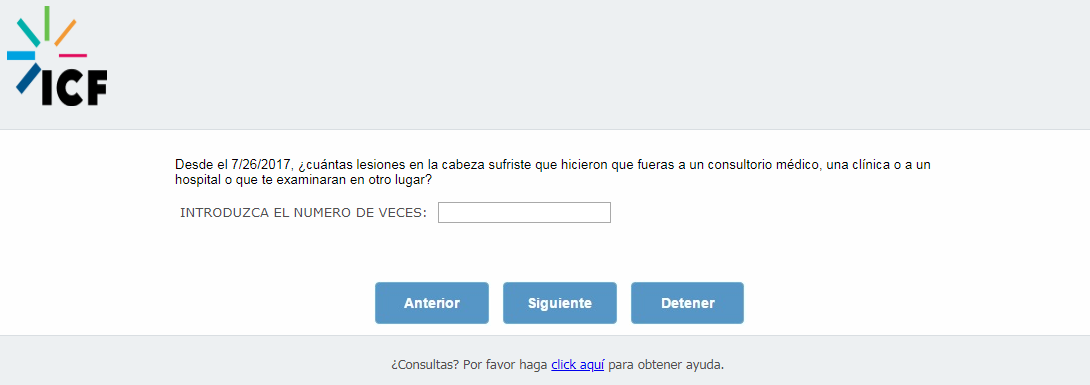 ICF
Desde el 7/26/2017, ¿cuántas lesiones en la cabeza sufriste que hicieron que fueras a un consultorio médico, una clínica o a un
hospital o que te examinaran en otro lugar?
INTRODUZCA EL NUMERO DE VECES:
Anterior Siguiente Detener
¿Consultas? Por favor haga click aquí para obtener ayuda.